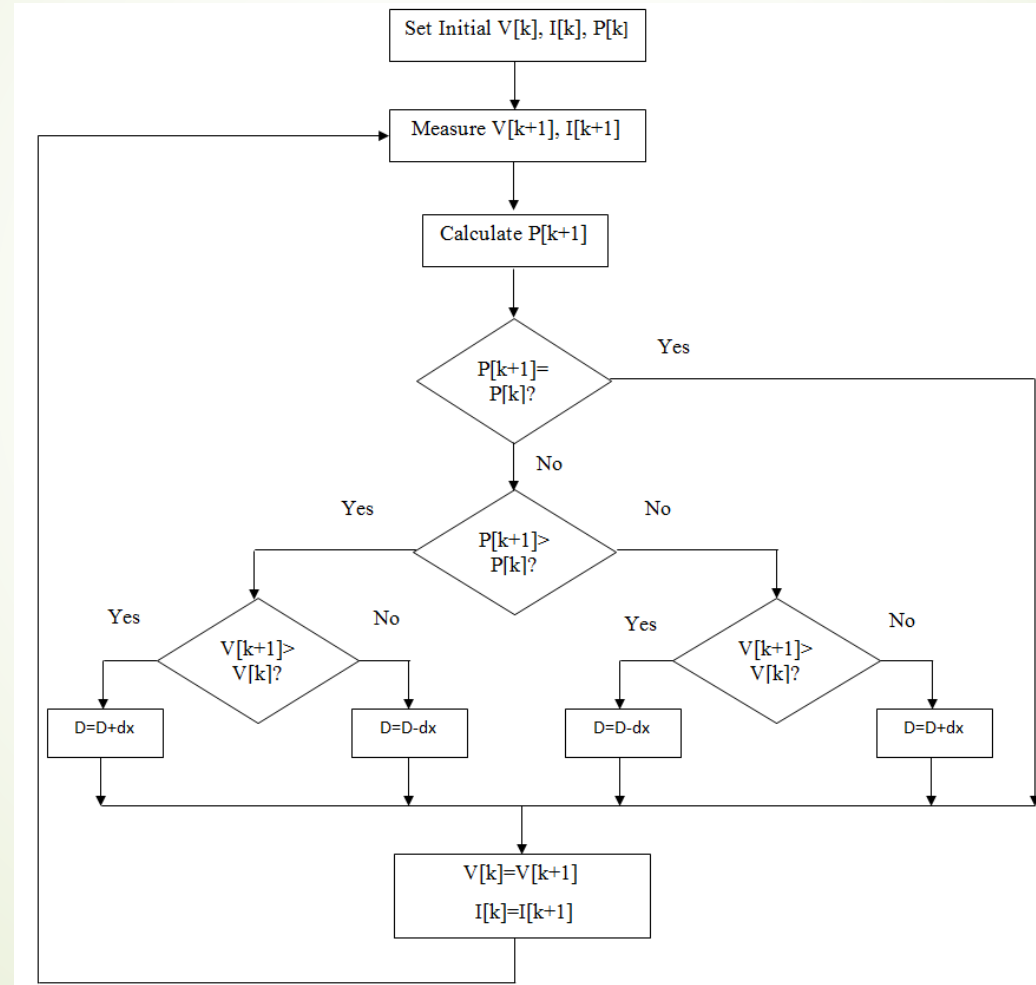 Set Initial V[k], I[k], P[k]
Measure V[k+1], I[k+1]
Calculate P[k+1]
P[k+1]=
P[k]?
Yes
No
P[k+1]>
P[k]?
Yes
No
V[k+1]>
V[k]?
Yes
No
V[k+1]>
V[k]?
Yes
No
D=D+dx
D=D-dx
D=D-dx
D=D+dx
V[k]=V[k+1]
I[k]=I[k+1]